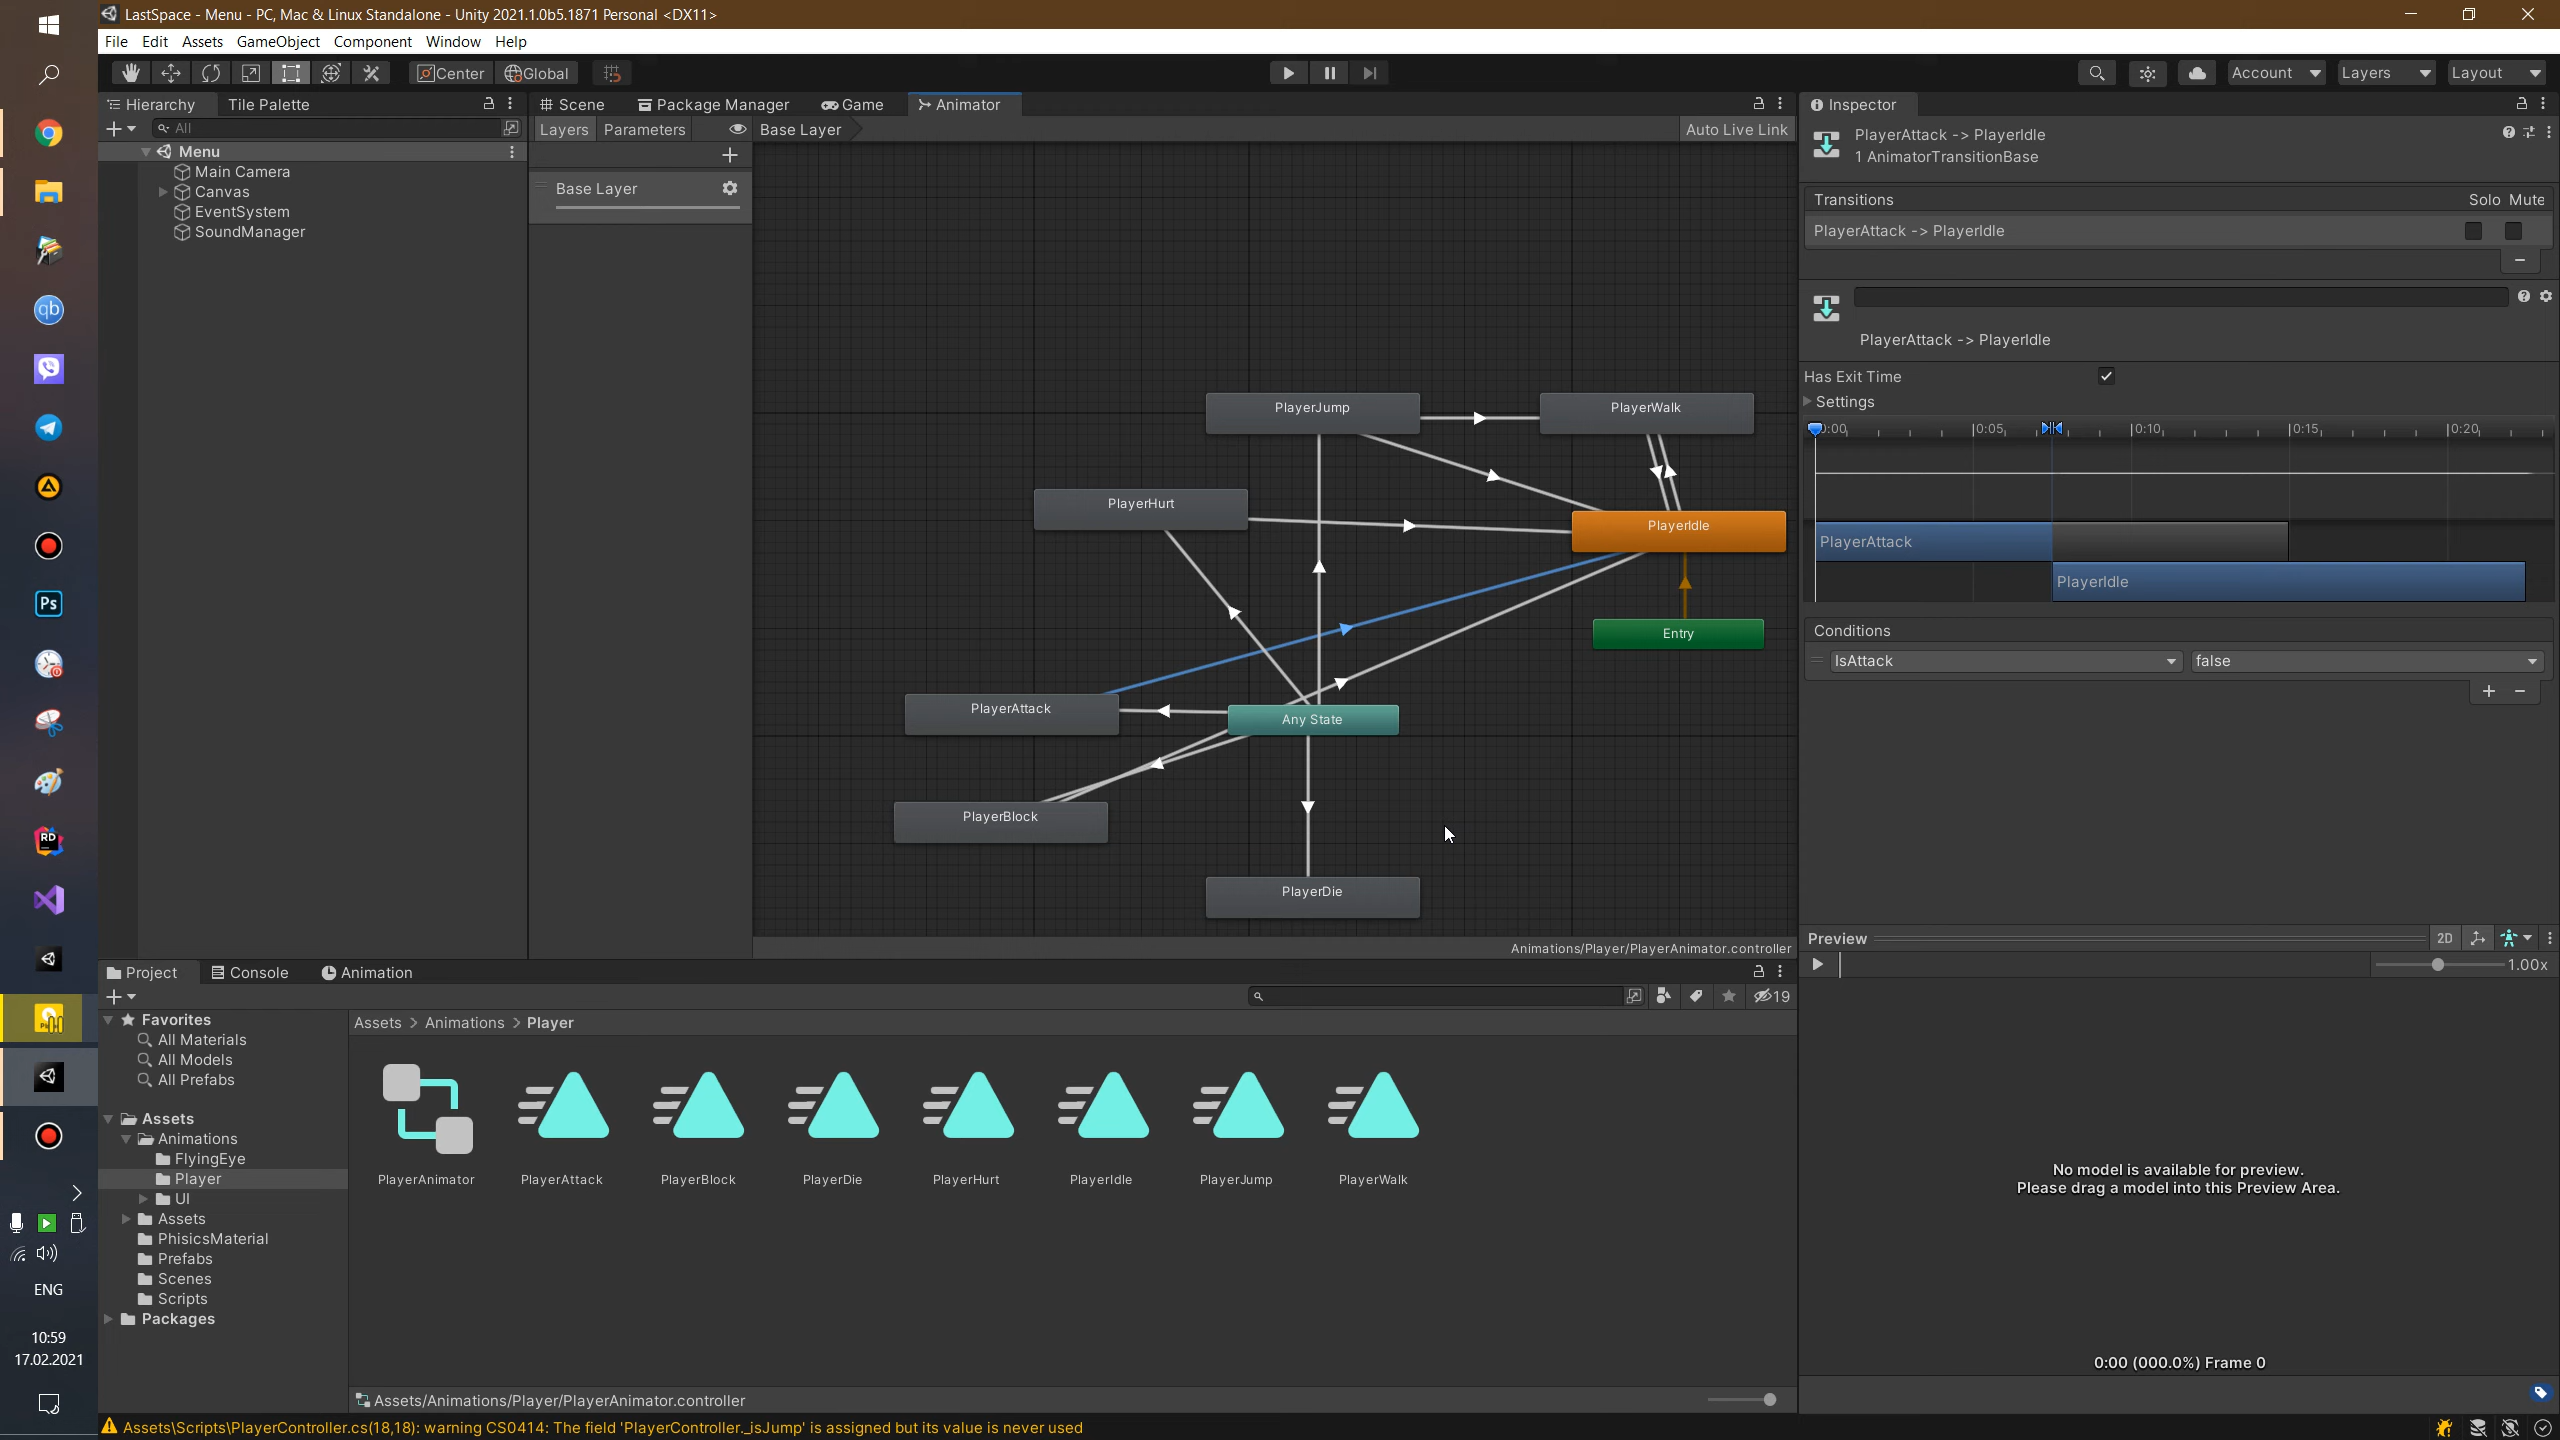 LastSpace - Menu - PC, Mac & Linux Standalone - Unity 2021.1.0b5.1871 Personal <DX11>
File Edit Assets GameObject Component Window Help
Center Global Account Layers Layout
Hierarchy Tile Palette
All
Menu
Main Camera
Canvas
EventSystem
SoundManager
Scene Package Manager Game Animator
Layers Parameters Base Layer Auto Live Link
Base Layer
PlayerJump
PlayerWalk
PlayerHurt
PlayerIdle
Entry
PlayerAttack
Any State
PlayerBlock
PlayerDie
Animations/Player/PlayerAnimator.controller
Inspector
PlayerAttack -> PlayerIdle
1 AnimatorTransitionBase
Transitions Solo Mute
PlayerAttack -> PlayerIdle
PlayerAttack -> PlayerIdle
Has Exit Time
Settings
0:00 0:05 0:10 0:15 0:20
PlayerAttack
PlayerIdle
Conditions
IsAttack false
Preview 2D
1.00x
No model is available for preview.
Please drag a model into this Preview Area.
0:00 (000.0%) Frame 0
Project Console Animation
19
Favorites
All Materials
All Models
All Prefabs
Assets
Animations
FlyingEye
Player
UI
Assets
PhisicsMaterial
Prefabs
Scenes
Scripts
Packages
Assets > Animations > Player
PlayerAnimator PlayerAttack PlayerBlock PlayerDie PlayerHurt PlayerIdle PlayerJump PlayerWalk
Assets/Animations/Player/PlayerAnimator.controller
Assets\Scripts\PlayerController.cs(18,18): warning CS0414: The field 'PlayerController._isJump' is assigned but its value is never used
qb
Ps
RD
ENG
10:59
17.02.2021